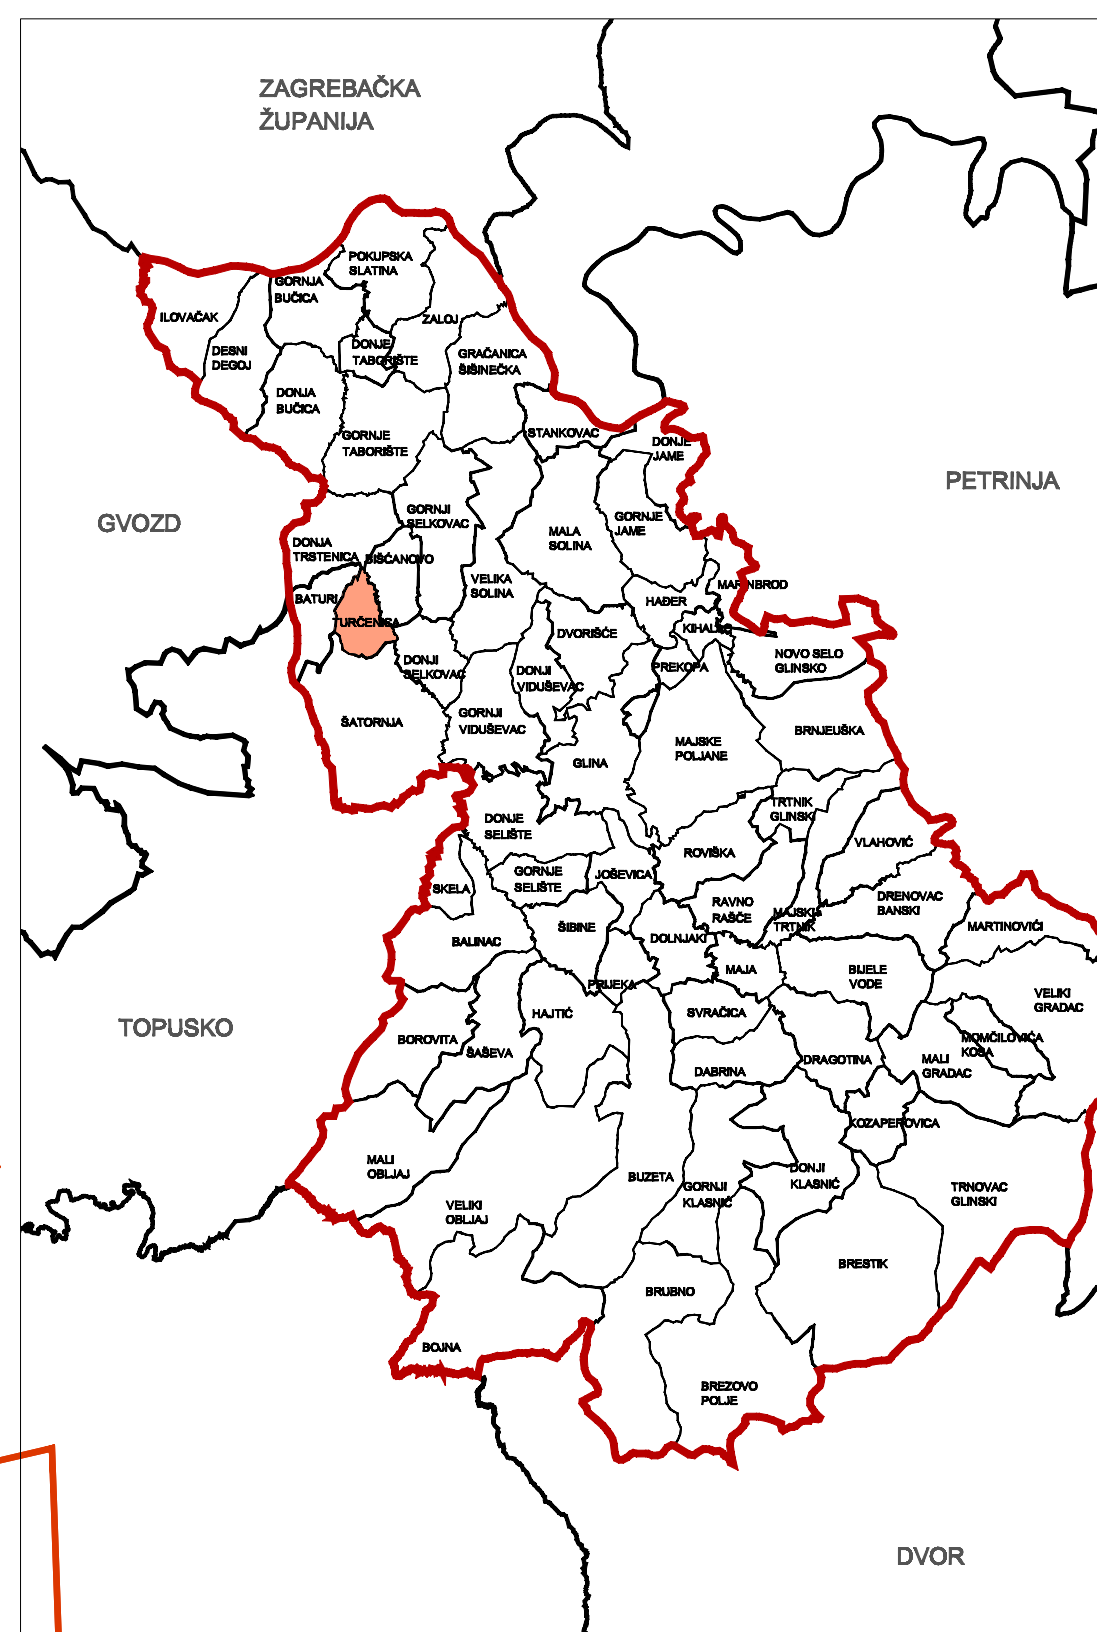 ZAGREBAČKA
ŽUPANIJA
POKUPSKA
SLATINA
GORNJA
BUČICA
ILOVAČAK
ZALOJ
DESNI
DEGOJ
DONJE
TABORIŠTE
GRAČANICA
ŠIŠINEČKA
DONJA
BUČICA
GORNJE
TABORIŠTE
STANKOVAC
DONJE
JAME
PETRINJA
GVOZD
GORNJI
SELKOVAC
MALA
SOLINA
GORNJE
JAME
DONJA
TRSTENICA
BIŠĆANOVO
VELIKA
SOLINA
MARINBROD
BATURI
HAĐER
TURČENICA
DVORIŠĆE
KIHALAC
NOVO SELO
GLINSKO
DONJI
SELKOVAC
DONJI
VIDUŠEVAC
PREKOPA
ŠATORNJA
GORNJI
VIDUŠEVAC
BRNJEUŠKA
MAJSKE
POLJANE
GLINA
TRTNIK
GLINSKI
DONJE
SELIŠTE
VLAHOVIĆ
ROVIŠKA
GORNJE
SELIŠTE
JOŠEVICA
SKELA
RAVNO
RAŠČE
DRENOVAC
BANSKI
MAJSKI
TRTNIK
MARTINOVIĆI
ŠIBINE
BALINAC
DOLNJAKI
MAJA
BIJELE
VODE
PRIJEKA
VELIKI
GRADAC
TOPUSKO
HAJTIĆ
SVRAČICA
BOROVITA
ŠAŠEVA
MOMČILOVIĆA
KOSA
DRAGOTINA
MALI
GRADAC
DABRINA
KOZAPEROVICA
MALI
OBLJAJ
DONJI
KLASNIĆ
BUZETA
GORNJI
KLASNIĆ
TRNOVAC
GLINSKI
VELIKI
OBLJAJ
BRESTIK
BRUBNO
BOJNA
BREZOVO
POLJE
DVOR